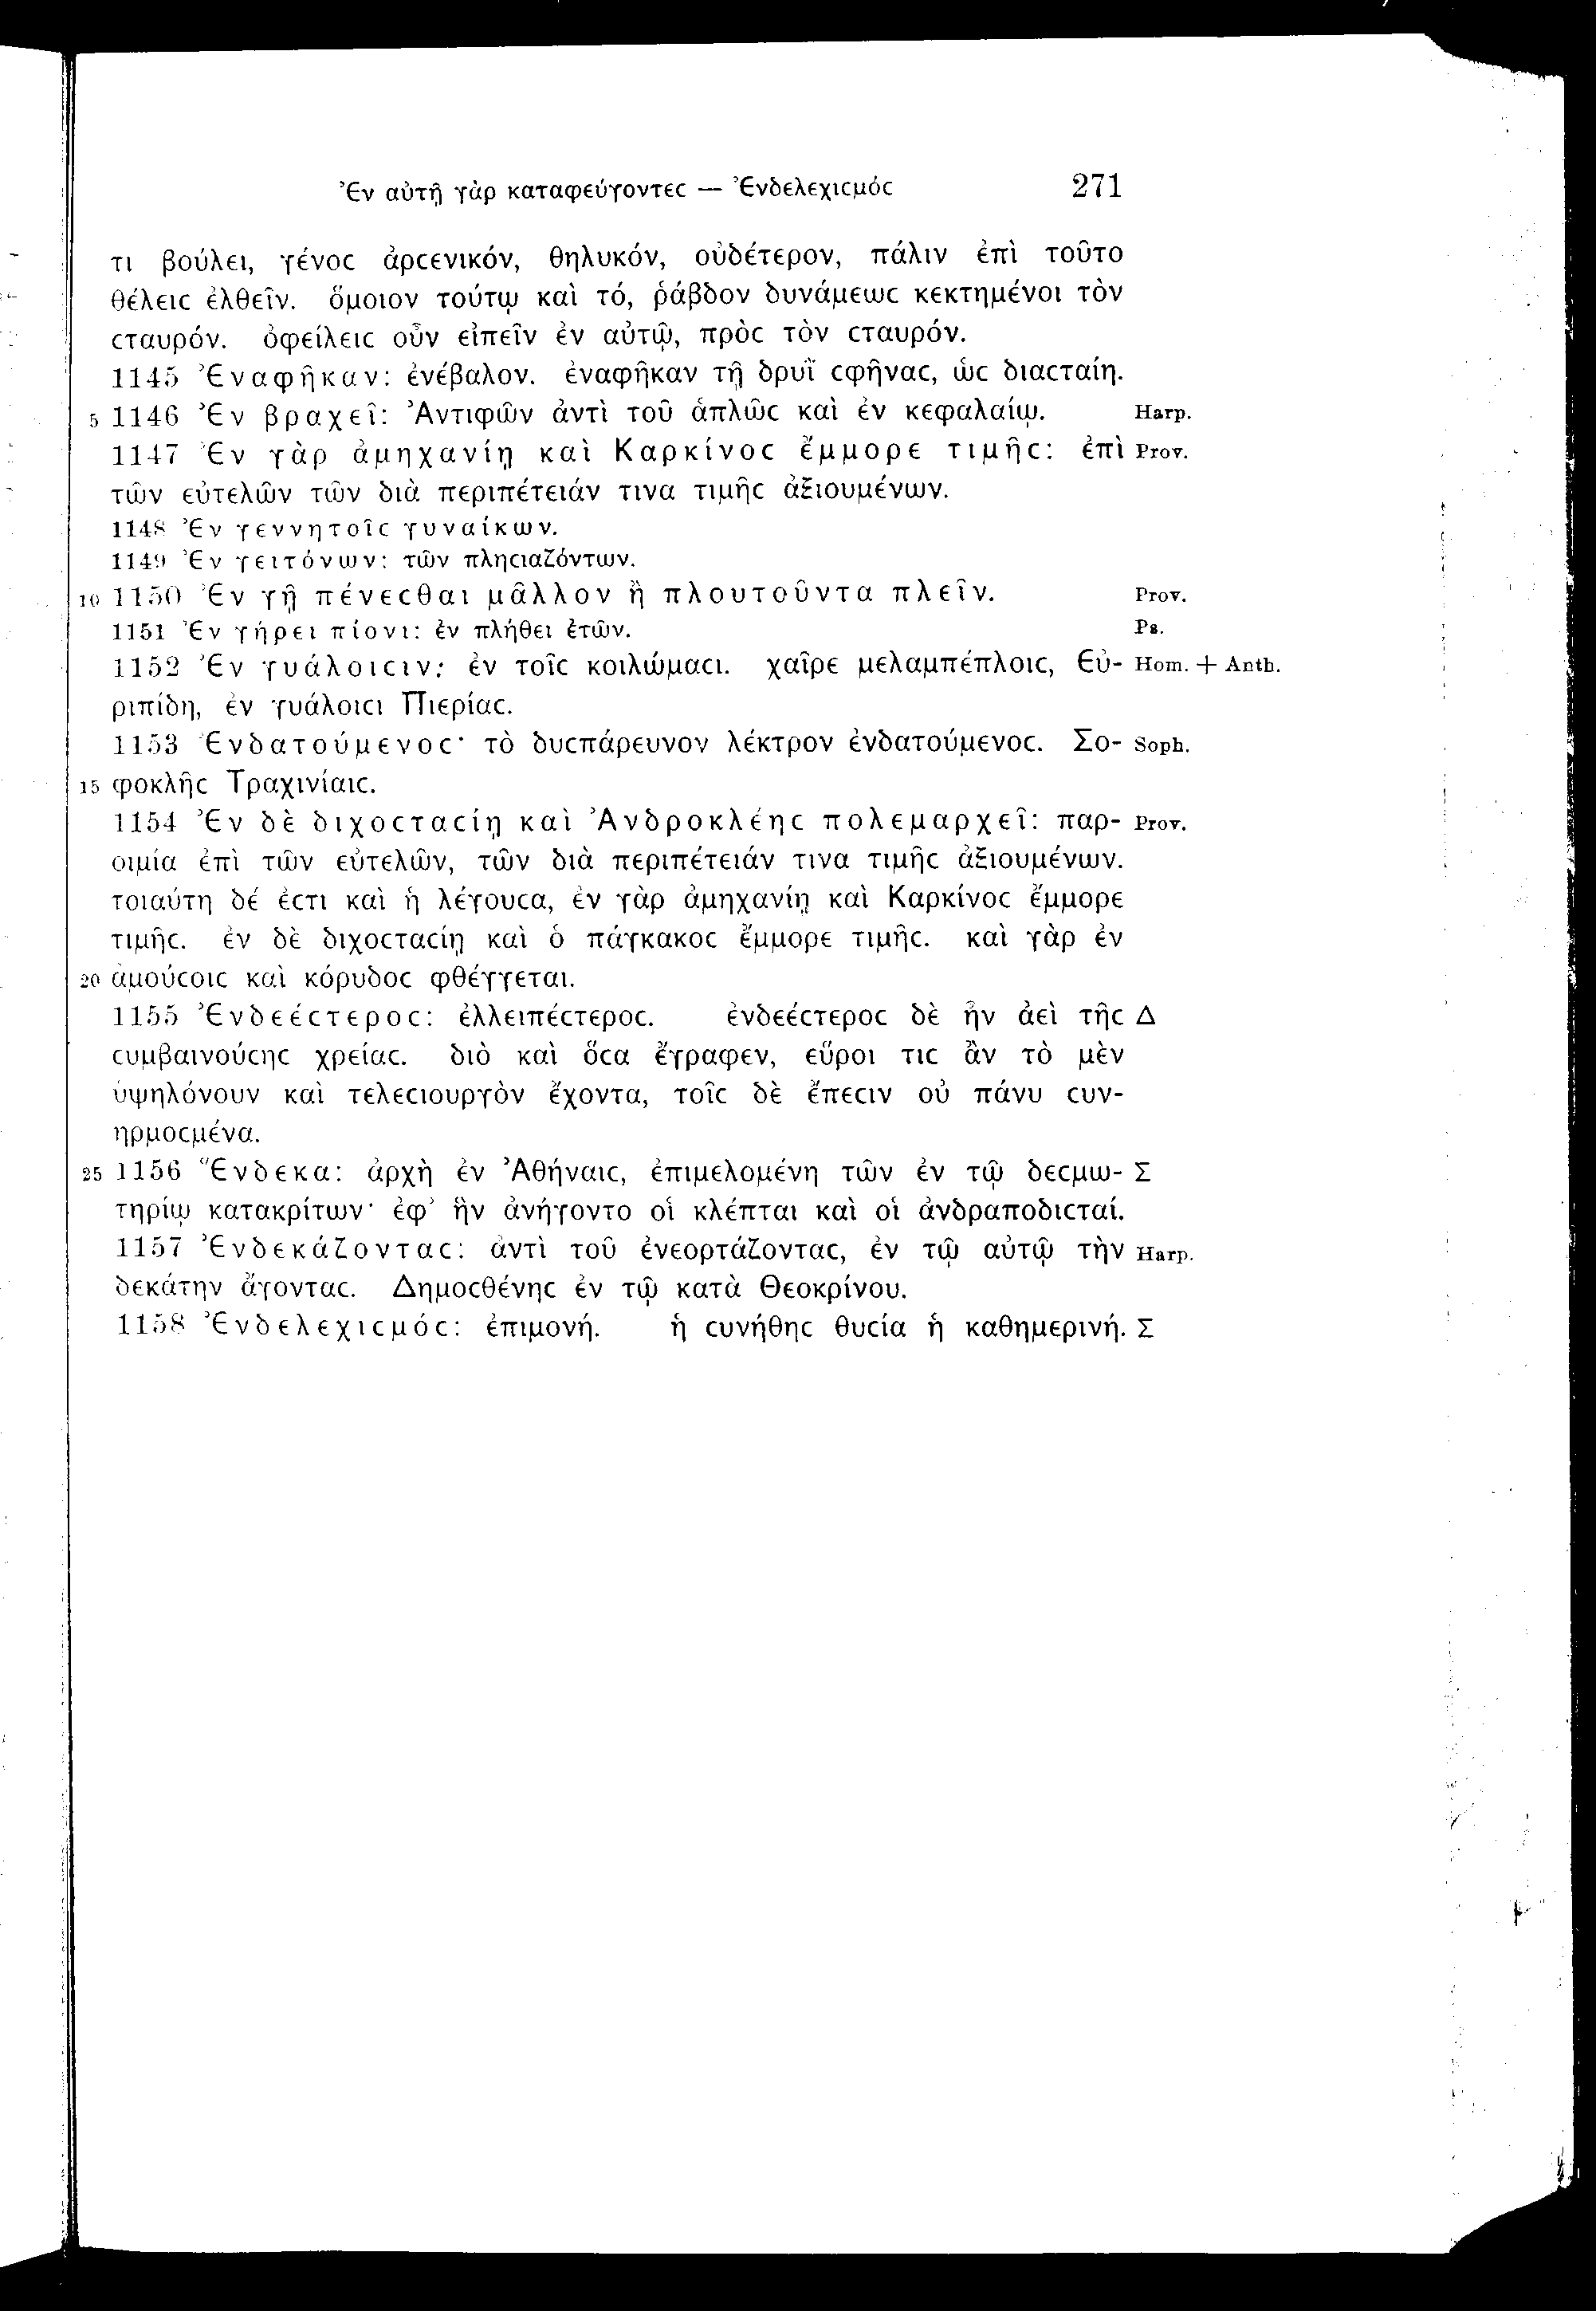 Ἐν αὐτῇ γὰρ καταφεύγοντεϲ — Ἐνδελεχιϲμόϲ 271
τι βούλει, γένοϲ ἀρϲενικόν, θηλυκόν, οὐδέτερον, πάλιν ἐπὶ τοῦτο
θέλειϲ ἐλθεῖν. ὅμοιον τούτῳ καὶ τό, ῥάβδον δυνάμεωϲ κεκτημένοι τὸν
ϲταυρόν. ὀφείλειϲ οὖν εἰπεῖν ἐν αὐτῷ, πρὸϲ τὸν ϲταυρόν.
1145 Ἐναφῆκαν: ἐνέβαλον. ἐναφῆκαν τῇ δρυῒ ϲφῆναϲ, ὡϲ διαϲταίη.
5 1146 Ἐν βραχεῖ: Ἀντιφῶν ἀντὶ τοῦ ἁπλῶϲ καὶ ἐν κεφαλαίῳ. Harp.
1147 Ἐν γὰρ ἀμηχανίῃ καὶ Καρκίνοϲ ἔμμορε τιμῆϲ: ἐπὶ Prov.
τῶν εὐτελῶν τῶν διὰ περιπέτειάν τινα τιμῆϲ ἀξιουμένων.
1148 Ἐν γεννητοῖϲ γυναίκων.
1149 Ἐν γειτόνων: τῶν πληϲιαζόντων.
10 1150 Ἐν γῇ πένεϲθαι μᾶλλον ἢ πλουτοῦντα πλεῖν. Prov.
1151 Ἐν γήρει πίονι: ἐν πλήθει ἐτῶν. Ps.
1152 Ἐν γυάλοιϲιν: ἐν τοῖϲ κοιλώμαϲι. χαῖρε μελαμπέπλοιϲ, Εὐ- Hom. + Anth.
ριπίδη, ἐν γυάλοιϲι Πιερίαϲ.
1153 Ἐνδατούμενοϲ· τὸ δυϲπάρευνον λέκτρον ἐνδατούμενοϲ. Σο- Soph.
15 φοκλῆϲ Τραχινίαιϲ.
1154 Ἐν δὲ διχοϲταϲίῃ καὶ Ἀνδροκλέηϲ πολεμαρχεῖ: παρ- Prov.
οιμία ἐπὶ τῶν εὐτελῶν, τῶν διὰ περιπέτειάν τινα τιμῆϲ ἀξιουμένων.
τοιαύτη δέ ἐϲτι καὶ ἡ λέγουϲα, ἐν γὰρ ἀμηχανίῃ καὶ Καρκίνοϲ ἔμμορε
τιμῆϲ. ἐν δὲ διχοϲταϲίῃ καὶ ὁ πάγκακοϲ ἔμμορε τιμῆϲ. καὶ γὰρ ἐν
20 ἀμούϲοιϲ καὶ κόρυδοϲ φθέγγεται.
1155 Ἐνδεέϲτεροϲ: ἐλλειπέϲτεροϲ. ἐνδεέϲτεροϲ δὲ ἦν ἀεὶ τῆϲ Δ
ϲυμβαινούϲηϲ χρείαϲ. διὸ καὶ ὅϲα ἔγραφεν, εὕροι τιϲ ἂν τὸ μὲν
ὑψηλόνουν καὶ τελεϲιουργὸν ἔχοντα, τοῖϲ δὲ ἔπεϲιν οὐ πάνυ ϲυν-
ηρμοϲμένα.
25 1156 Ἕνδεκα: ἀρχὴ ἐν Ἀθήναιϲ, ἐπιμελομένη τῶν ἐν τῷ δεϲμω- Σ
τηρίῳ κατακρίτων· ἐφ’ ἣν ἀνήγοντο οἱ κλέπται καὶ οἱ ἀνδραποδιϲταί.
1157 Ἐνδεκάζονταϲ: ἀντὶ τοῦ ἐνεορτάζονταϲ, ἐν τῷ αὐτῷ τὴν Harp.
δεκάτην ἄγονταϲ. Δημοϲθένηϲ ἐν τῷ κατὰ Θεοκρίνου.
1158 Ἐνδελεχιϲμόϲ: ἐπιμονή. ἡ ϲυνήθηϲ θυϲία ἡ καθημερινή. Σ